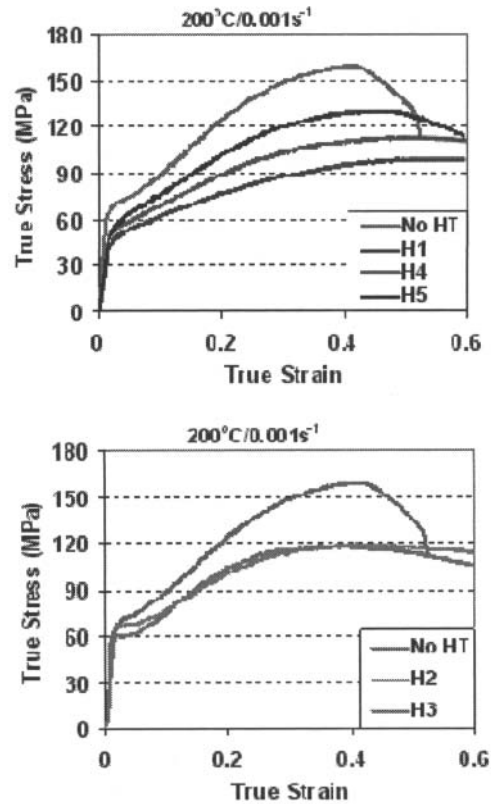 200°C/0.001s⁻¹
180
150
120
90
60
30
0
True Stress (MPa)
No HT
H1
H4
H5
0 0.2 0.4 0.6
True Strain
200°C/0.001s⁻¹
180
150
120
90
60
30
0
True Stress (MPa)
No HT
H2
H3
0 0.2 0.4 0.6
True Strain